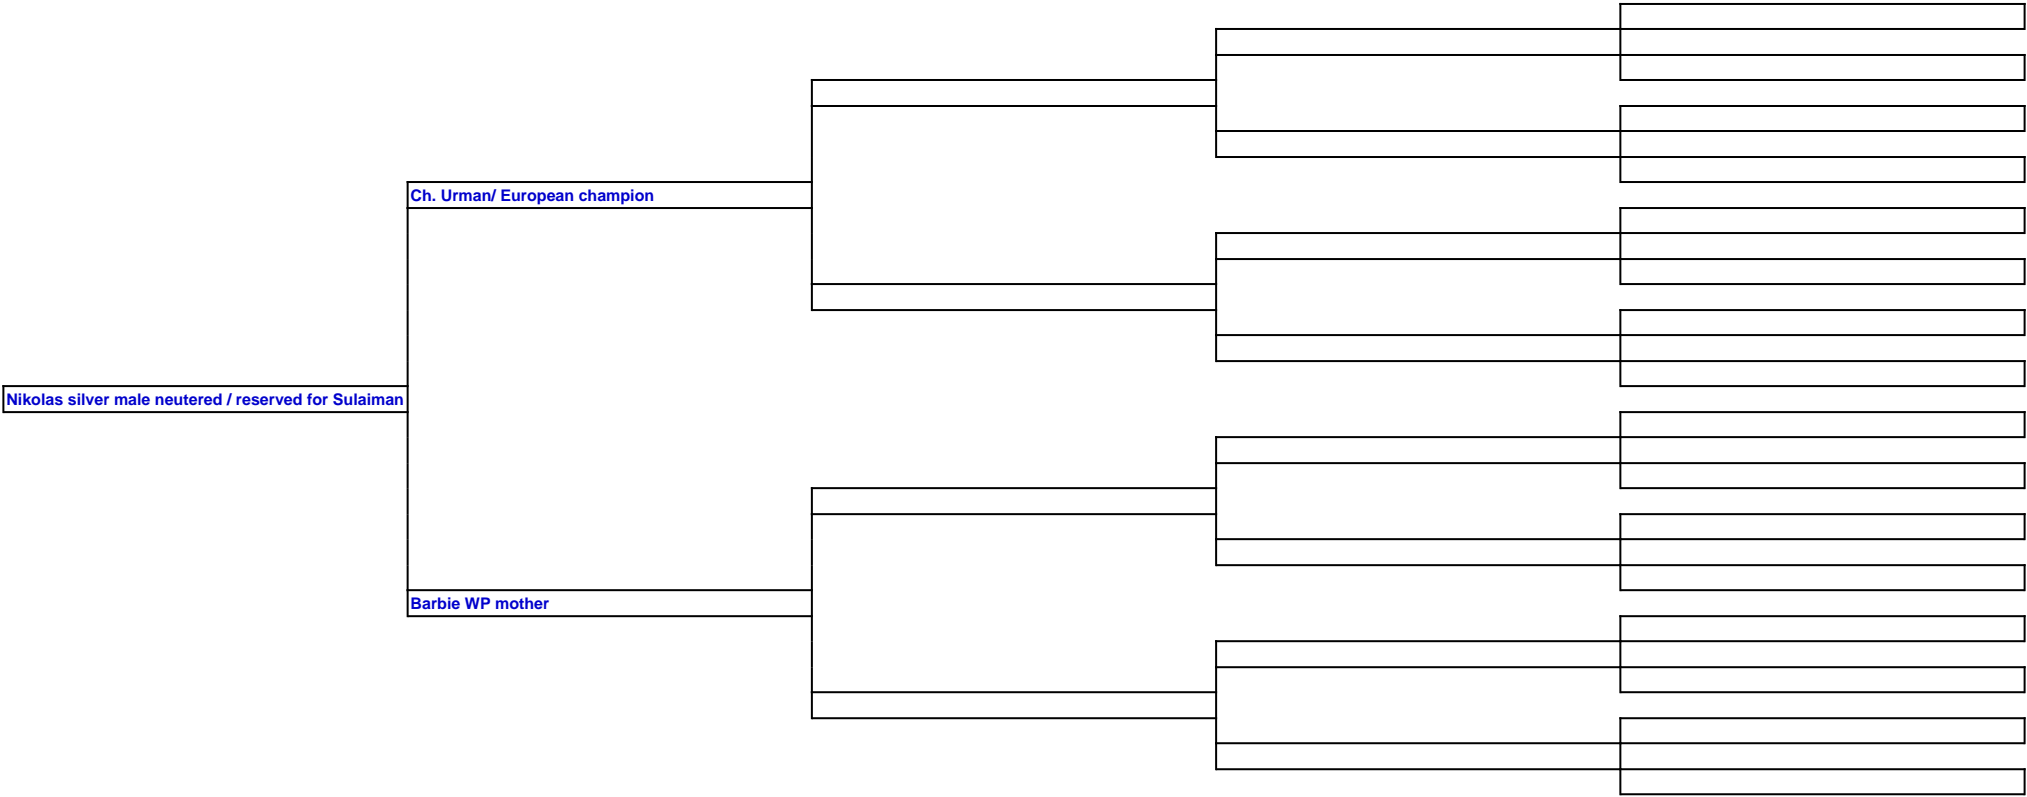 Ch. Urman/ European champion
Nikolas silver male neutered / reserved for Sulaiman
Barbie WP mother